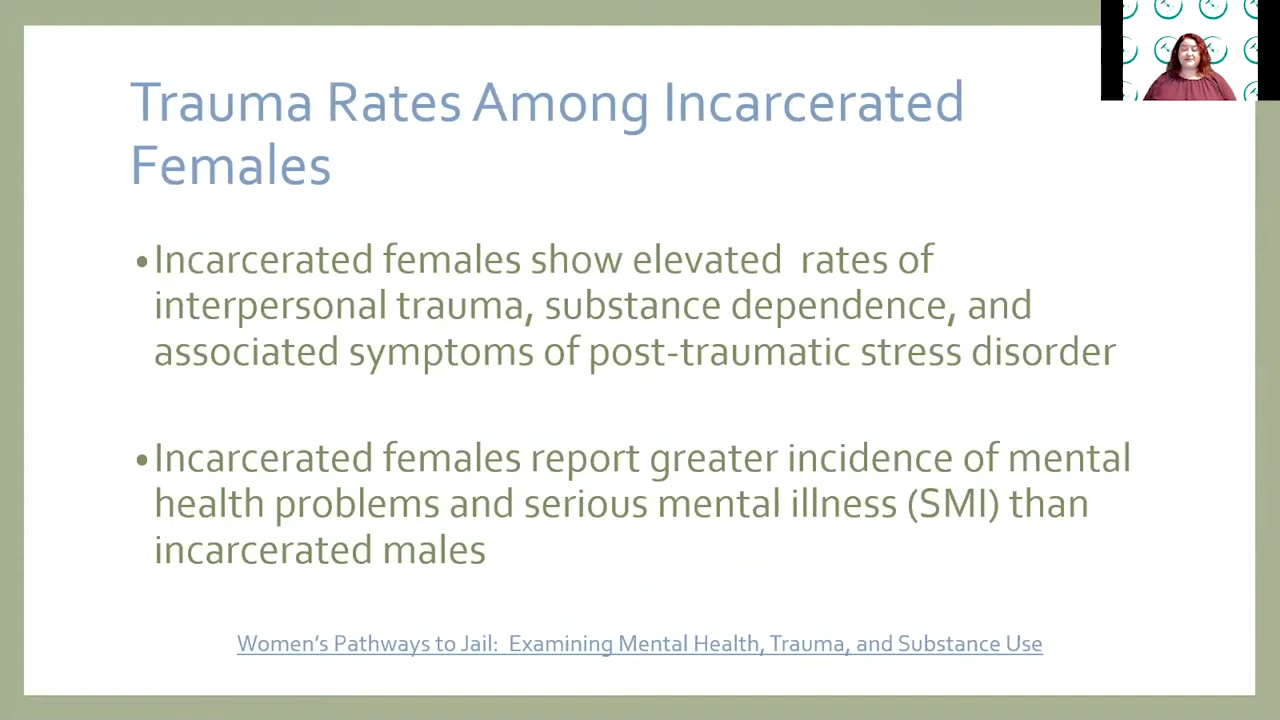 Trauma Rates Among Incarcerated
Females
•Incarcerated females show elevated  rates of
interpersonal trauma, substance dependence, and
associated symptoms of post-traumatic stress disorder
•Incarcerated females report greater incidence of mental
health problems and serious mental illness (SMI) than
incarcerated males
Women's Pathways to Jail:  Examining Mental Health, Trauma, and Substance Use